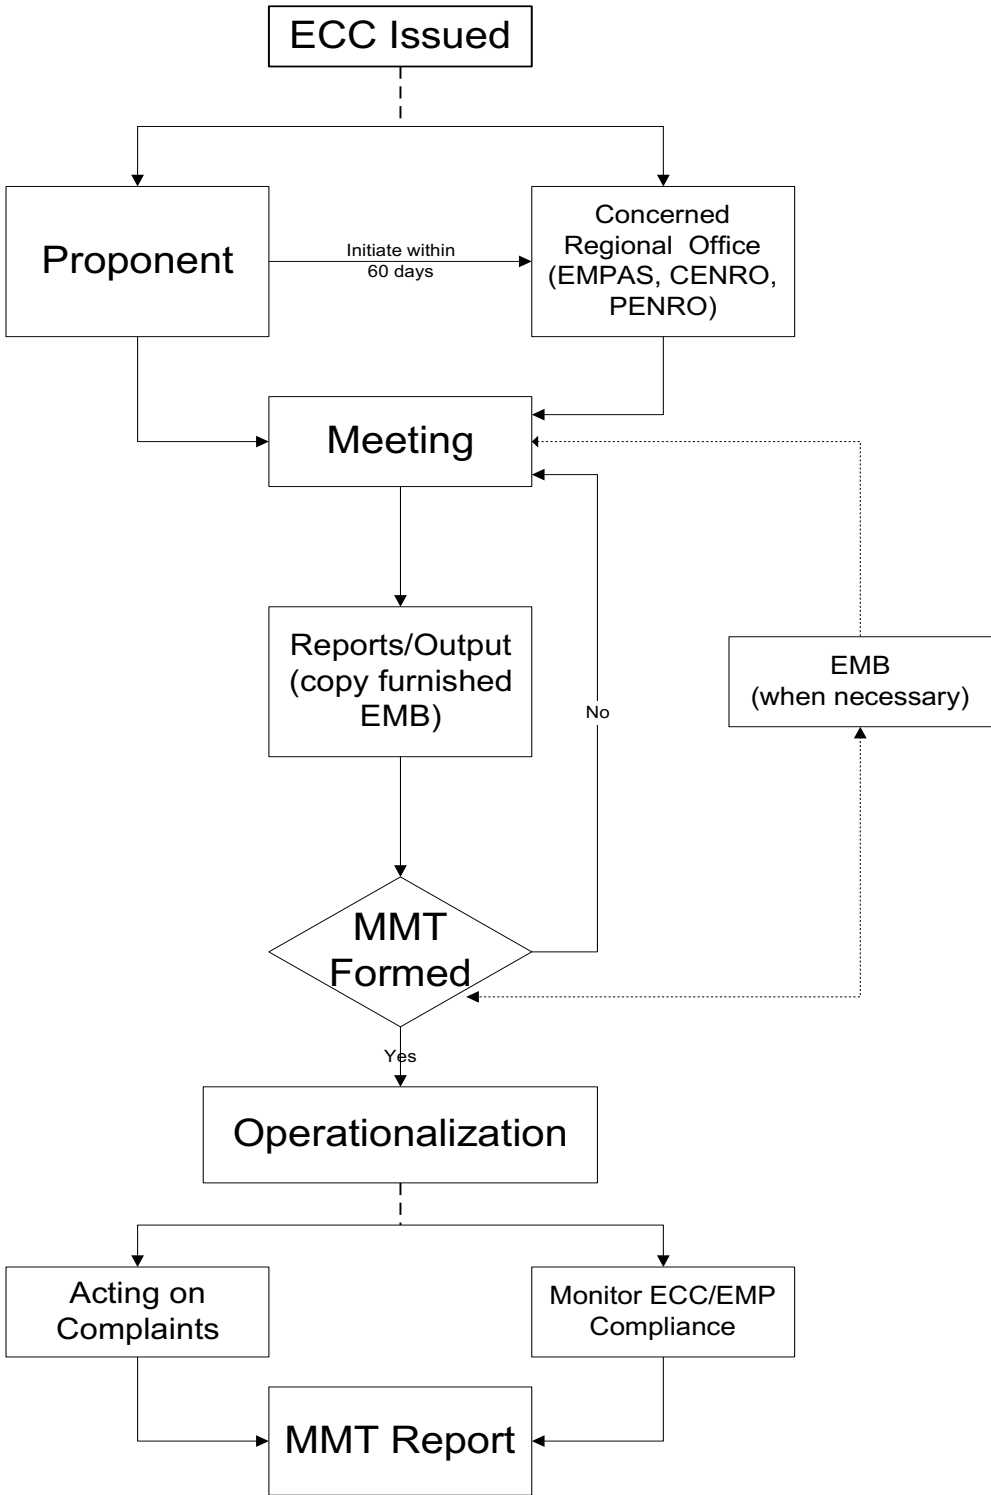 ECC Issued
Proponent
Initiate within
60 days
Concerned
Regional Office
(EMPAS, CENRO,
PENRO)
Meeting
Reports/Output
(copy furnished
EMB)
No
EMB
(when necessary)
MMT
Formed
Yes
Operationalization
Acting on
Complaints
Monitor ECC/EMP
Compliance
MMT Report